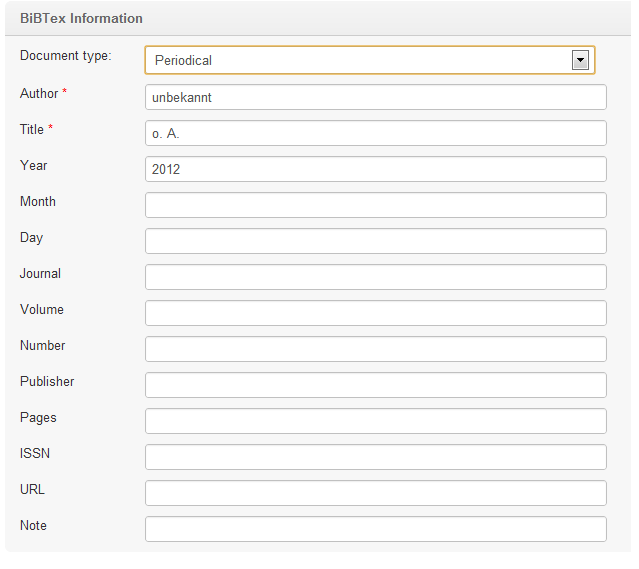 BiBTex Information
Document type: Periodical
Author * unbekannt
Title * o. A.
Year 2012
Month
Day
Journal
Volume
Number
Publisher
Pages
ISSN
URL
Note